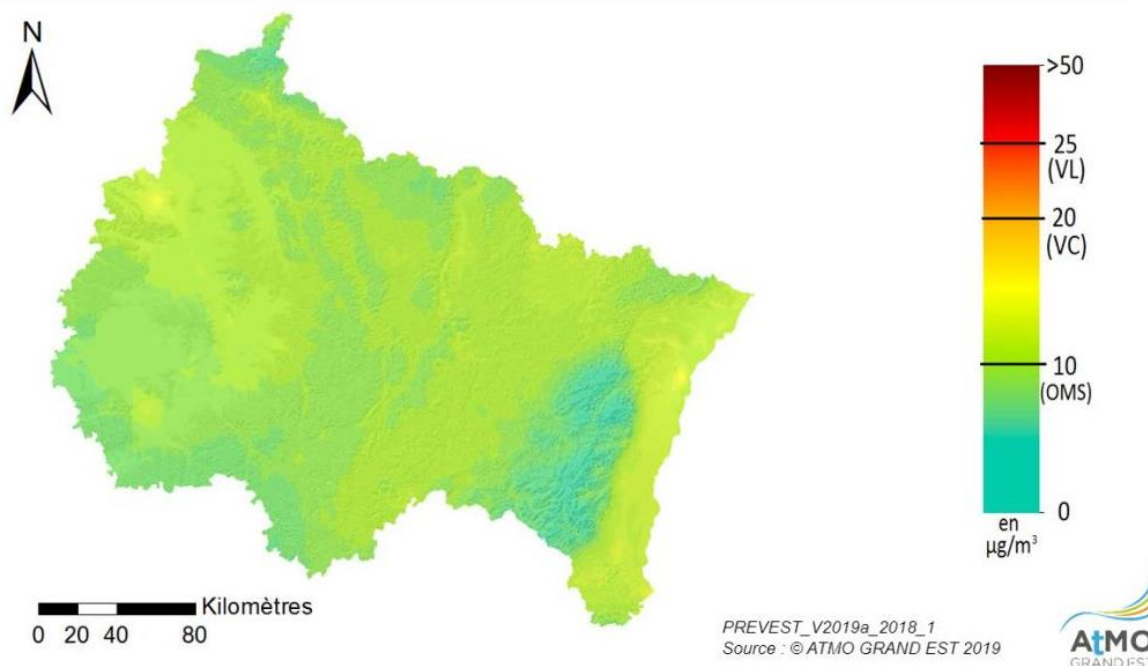 N
>50
25
(VL)
20
(VC)
10
(OMS)
0
en
µg/m³
Kilomètres
0 20 40 80
PREVEST_V2019a_2018_1
Source : © ATMO GRAND EST 2019
AtMO
GRAND EST